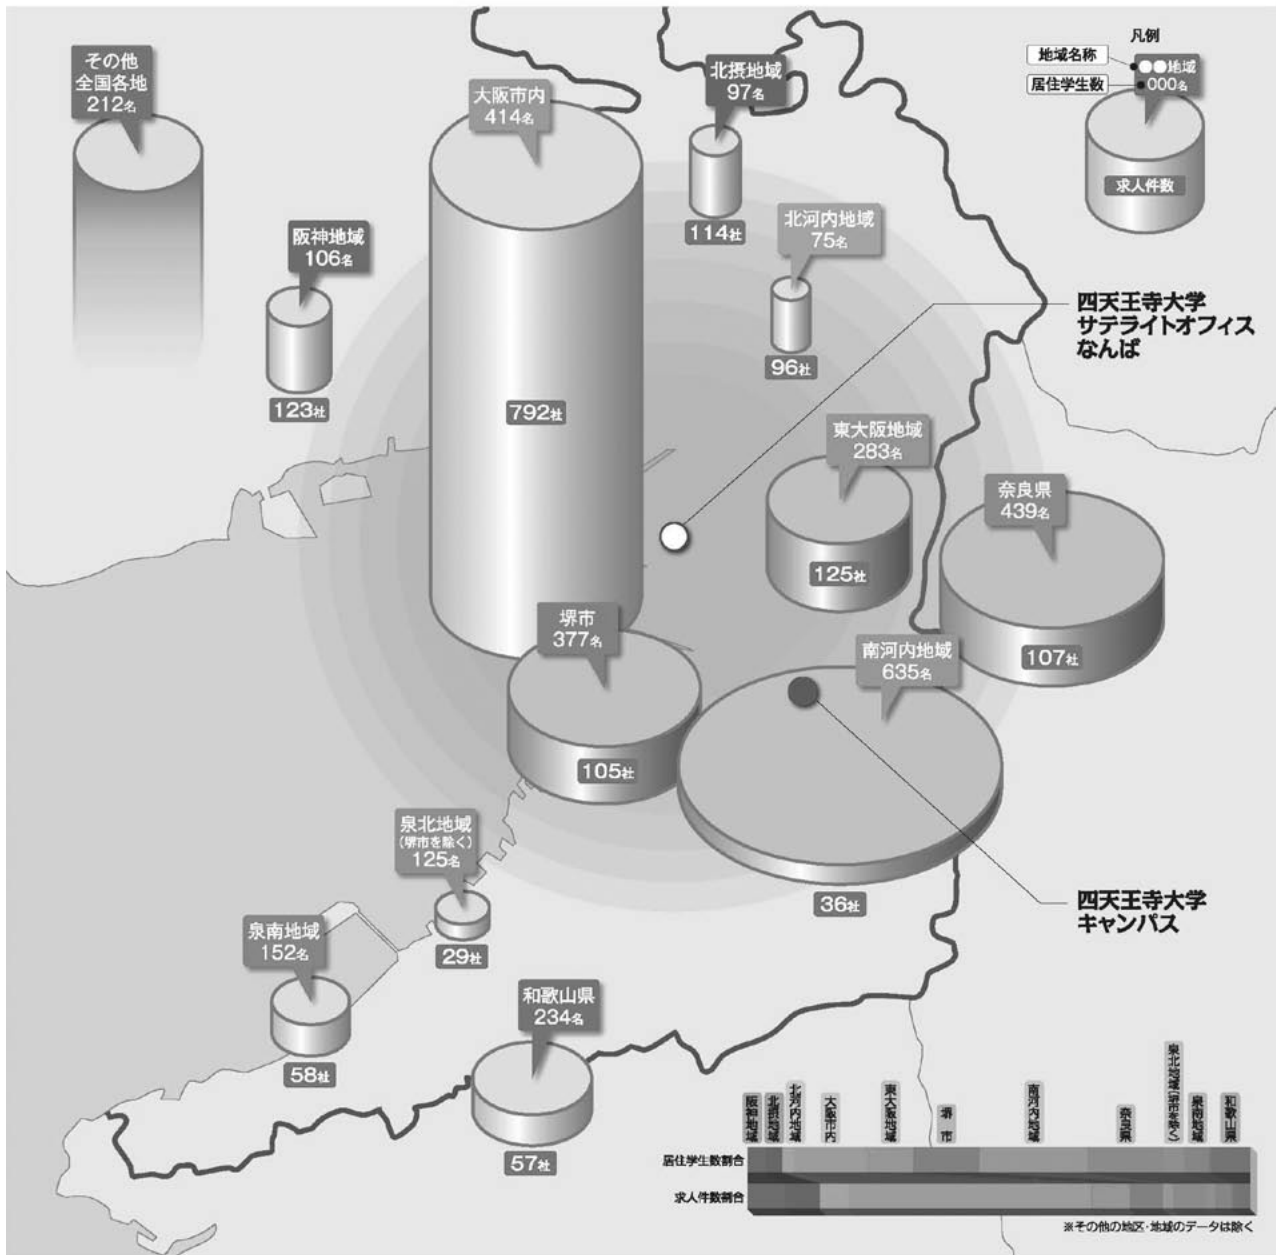 その他
全国各地
212名
大阪市内
414名
北摂地域
97名
凡例
地域名称
●●地域
居住学生数
000名
求人件数
114社
北河内地域
75名
96社
阪神地域
106名
123社
792社
四天王寺大学
サテライトオフィス
なんば
東大阪地域
283名
125社
奈良県
439名
107社
堺市
377名
105社
南河内地域
635名
36社
泉北地域
(堺市を除く)
125名
29社
四天王寺大学
キャンパス
泉南地域
152名
58社
和歌山県
234名
57社
阪神地域
北摂地域
北河内地域
大阪市内
東大阪地域
堺市
南河内地域
奈良県
泉北地域(堺市を除く)
泉南地域
和歌山県
居住学生数割合
求人件数割合
※その他の地区・地域のデータは除く